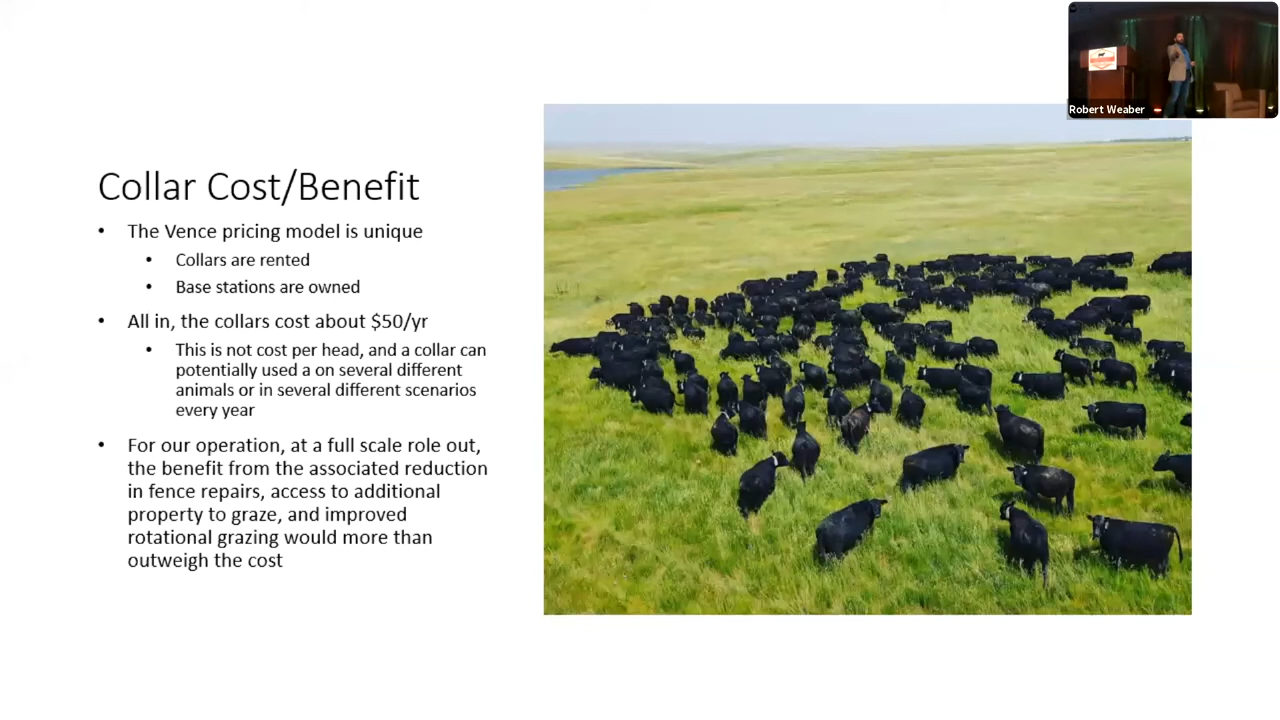 Robert Weaber
Collar Cost/Benefit
• The Vence pricing model is unique
• Collars are rented
• Base stations are owned
• All in, the collars cost about $50/yr
• This is not cost per head, and a collar can
potentially used a on several different
animals or in several different scenarios
every year
• For our operation, at a full scale role out,
the benefit from the associated reduction
in fence repairs, access to additional
property to graze, and improved
rotational grazing would more than
outweigh the cost